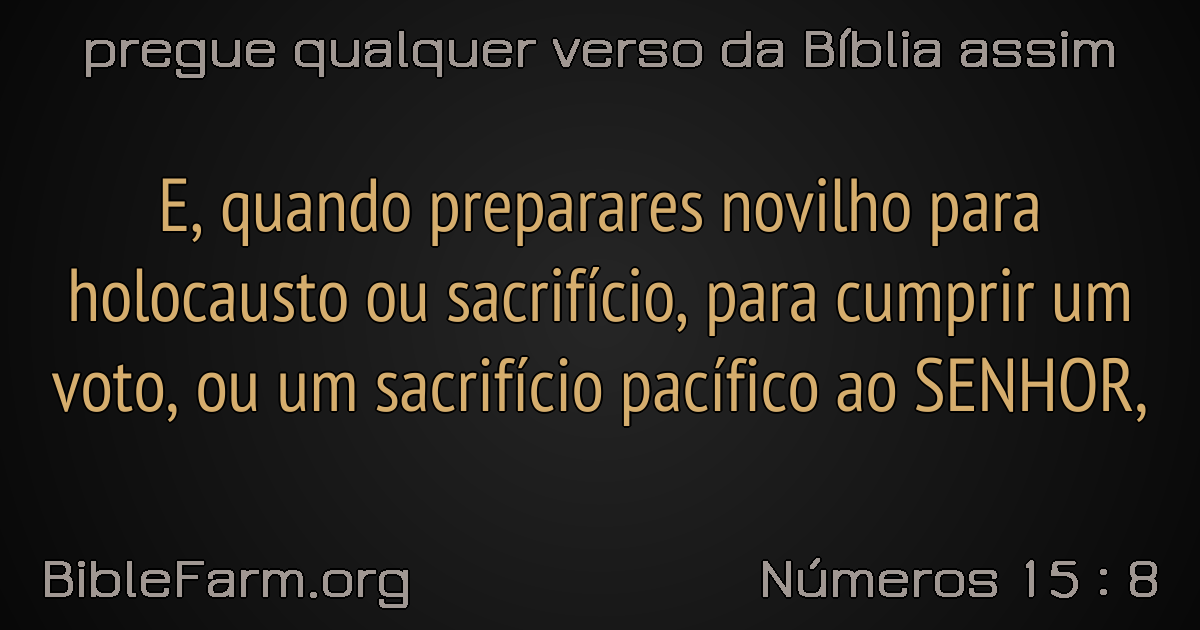 pregue qualquer verso da Bíblia assim
E, quando preparares novilho para
holocausto ou sacrifício, para cumprir um
voto, ou um sacrifício pacífico ao SENHOR,
BibleFarm.org
Números 15 : 8